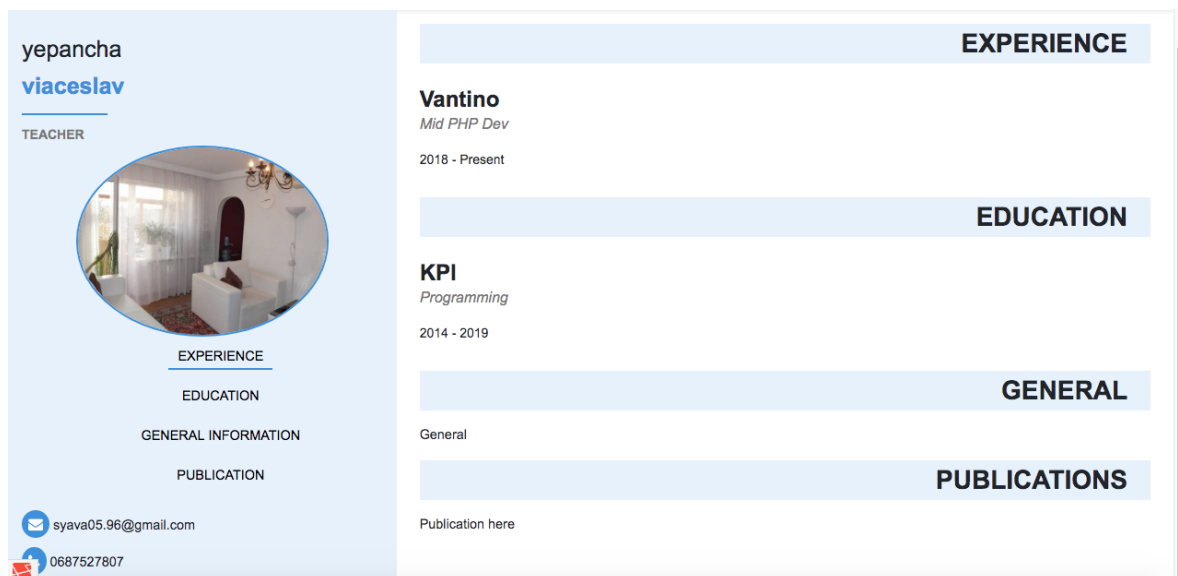 yepancha
viaceslav
TEACHER
EXPERIENCE
EDUCATION
GENERAL INFORMATION
PUBLICATION
syava05.96@gmail.com
0687527807
EXPERIENCE
Vantino
Mid PHP Dev
2018 - Present
EDUCATION
KPI
Programming
2014 - 2019
GENERAL
General
PUBLICATIONS
Publication here